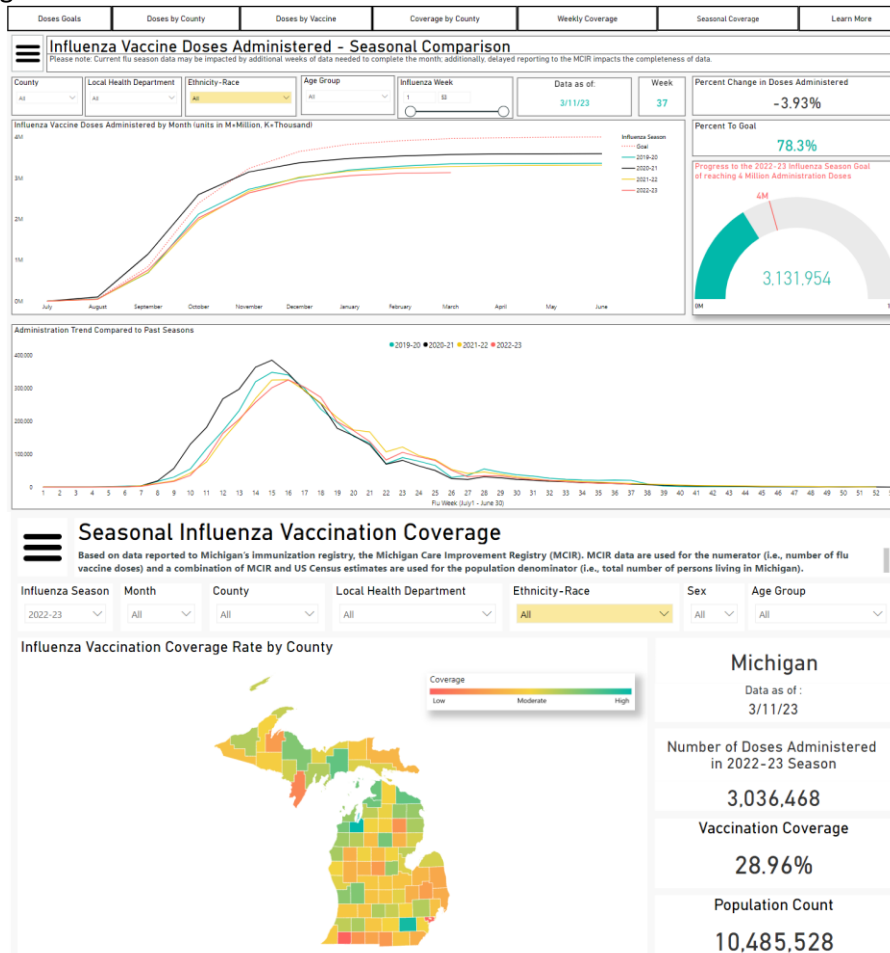 Doses Goals
Doses by County
Doses by Vaccine
Coverage by County
Weekly Coverage
Seasonal Coverage
Learn More
Influenza Vaccine Doses Administered - Seasonal Comparison
Please note: Current flu season data may be impacted by additional weeks of data needed to complete the month; additionally, delayed reporting to the MCIR impacts the completeness of data.
County
All
Local Health Department
All
Ethnicity-Race
All
Age Group
All
Influenza Week
1 53
Data as of:
3/11/23
Week
37
Percent Change in Doses Administered
-3.93%
Percent To Goal
78.3%
Influenza Vaccine Doses Administered by Month (units in M=Million, K=Thousand)
4M
3M
2M
1M
0M
July August September October November December January February March April May June
Influenza Season
Goal
2019-20
2020-21
2021-22
2022-23
Progress to the 2022-23 Influenza Season Goal
of reaching 4 Million Administration Doses
4M
3,131,954
0M
Administration Trend Compared to Past Seasons
2019-20 2020-21 2021-22 2022-23
400,000
300,000
200,000
100,000
0
1 2 3 4 5 6 7 8 9 10 11 12 13 14 15 16 17 18 19 20 21 22 23 24 25 26 27 28 29 30 31 32 33 34 35 36 37 38 39 40 41 42 43 44 45 46 47 48 49 50 51 52
Flu Week (July1 - June 30)
Seasonal Influenza Vaccination Coverage
Based on data reported to Michigan's immunization registry, the Michigan Care Improvement Registry (MCIR). MCIR data are used for the numerator (i.e., number of flu
vaccine doses) and a combination of MCIR and US Census estimates are used for the population denominator (i.e., total number of persons living in Michigan).
Influenza Season
2022-23
Month
All
County
All
Local Health Department
All
Ethnicity-Race
All
Sex
All
Age Group
All
Influenza Vaccination Coverage Rate by County
Coverage
Low Moderate High
Michigan
Data as of :
3/11/23
Number of Doses Administered
in 2022-23 Season
3,036,468
Vaccination Coverage
28.96%
Population Count
10,485,528